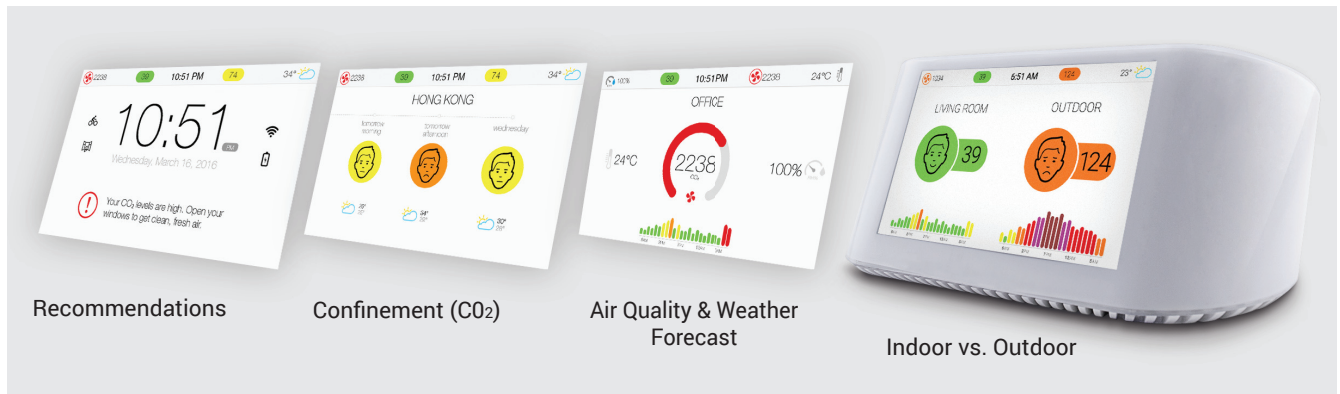 2238 39 10:51 PM 74 34°
10:51 PM
Wednesday, March 16, 2016
Your CO₂ levels are high. Open your
windows to get clean, fresh air.
Recommendations
2238 39 10:51 PM 74 34°
HONG KONG
tomorrow morning
tomorrow afternoon
wednesday
34°
30°
Confinement (C02)
100% 39 10:51PM 2238 24°C
OFFICE
24°C
2238
100%
Air Quality & Weather
Forecast
1234 39 6:51 AM 124 23°
LIVING ROOM
OUTDOOR
39
124
Indoor vs. Outdoor